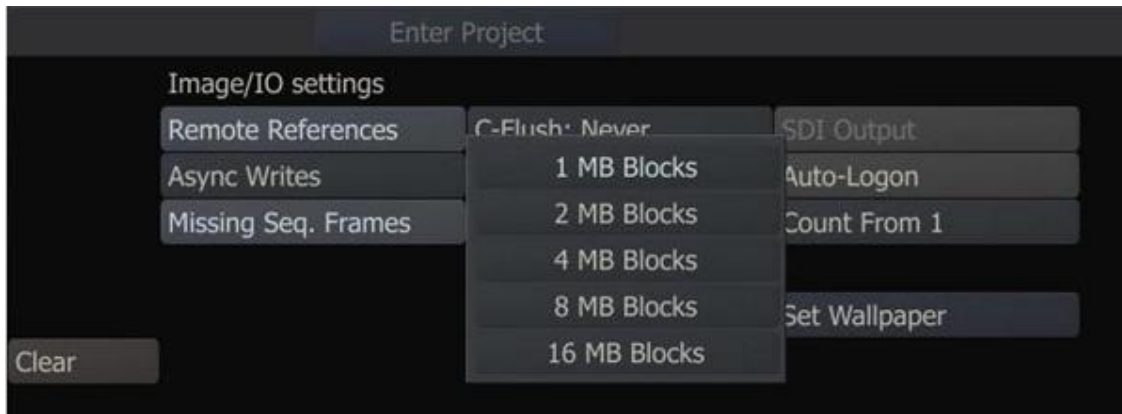 Enter Project
Image/IO settings
Remote References C-Flush: Never SDI Output
Async Writes 1 MB Blocks Auto-Logon
Missing Seq. Frames 2 MB Blocks Count From 1
4 MB Blocks
8 MB Blocks Set Wallpaper
Clear 16 MB Blocks